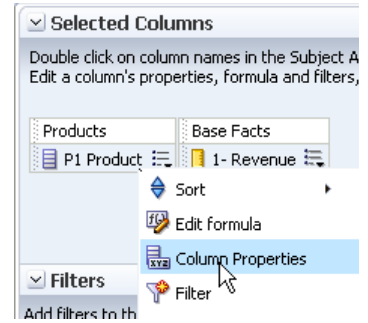 Selected Columns
Double click on column names in the Subject A
Edit a column's properties, formula and filters,
Products Base Facts
P1 Product 1- Revenue
Sort
Edit formula
Column Properties
Filters
Filter
Add filters to th